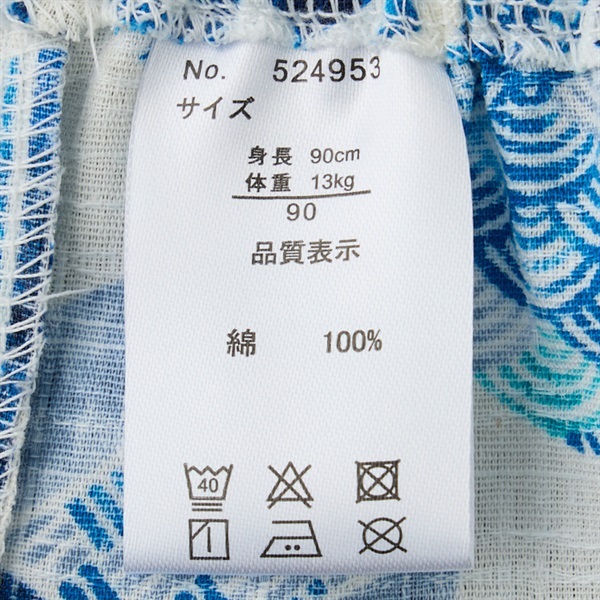 No. 524953
サイズ
身長 90cm
体重 13kg
90
品質表示
綿 100%
40